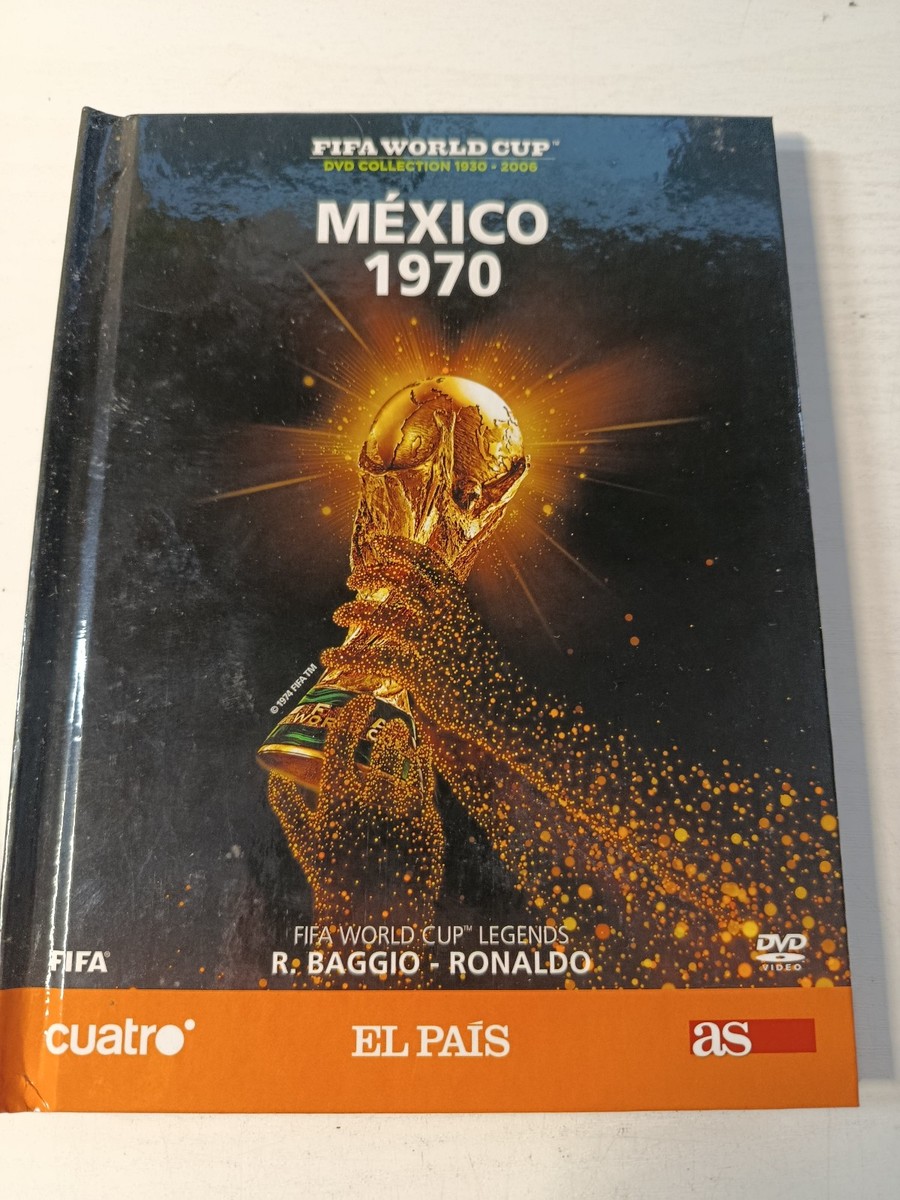 FIFA WORLD CUP™
DVD COLLECTION 1930 - 2006
MÉXICO
1970
© 1974 FIFA TM
FIFA WORLD CUP™ LEGENDS
R. BAGGIO - RONALDO
FIFA®
DVD
VIDEO
cuatro
EL PAÍS
as